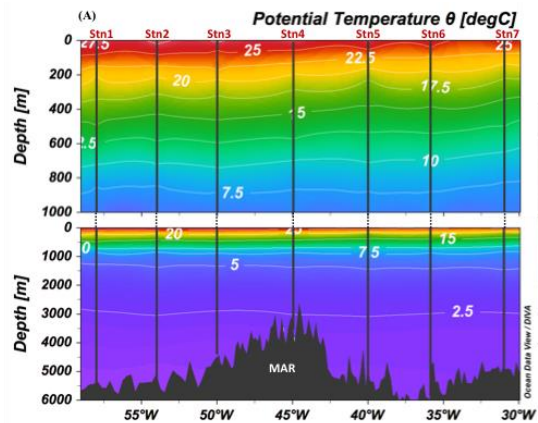 (A)
Potential Temperature θ [degC]
Stn1 Stn2 Stn3 Stn4 Stn5 Stn6 Stn7
27.5 25 22.5 25
20 17.5
15
10
7.5
Depth [m]
0
200
400
600
800
1000
20 15
7.5
5
2.5
Depth [m]
0
1000
2000
3000
4000
5000
6000
MAR
55°W 50°W 45°W 40°W 35°W 30°W
Ocean Data View / DIVA